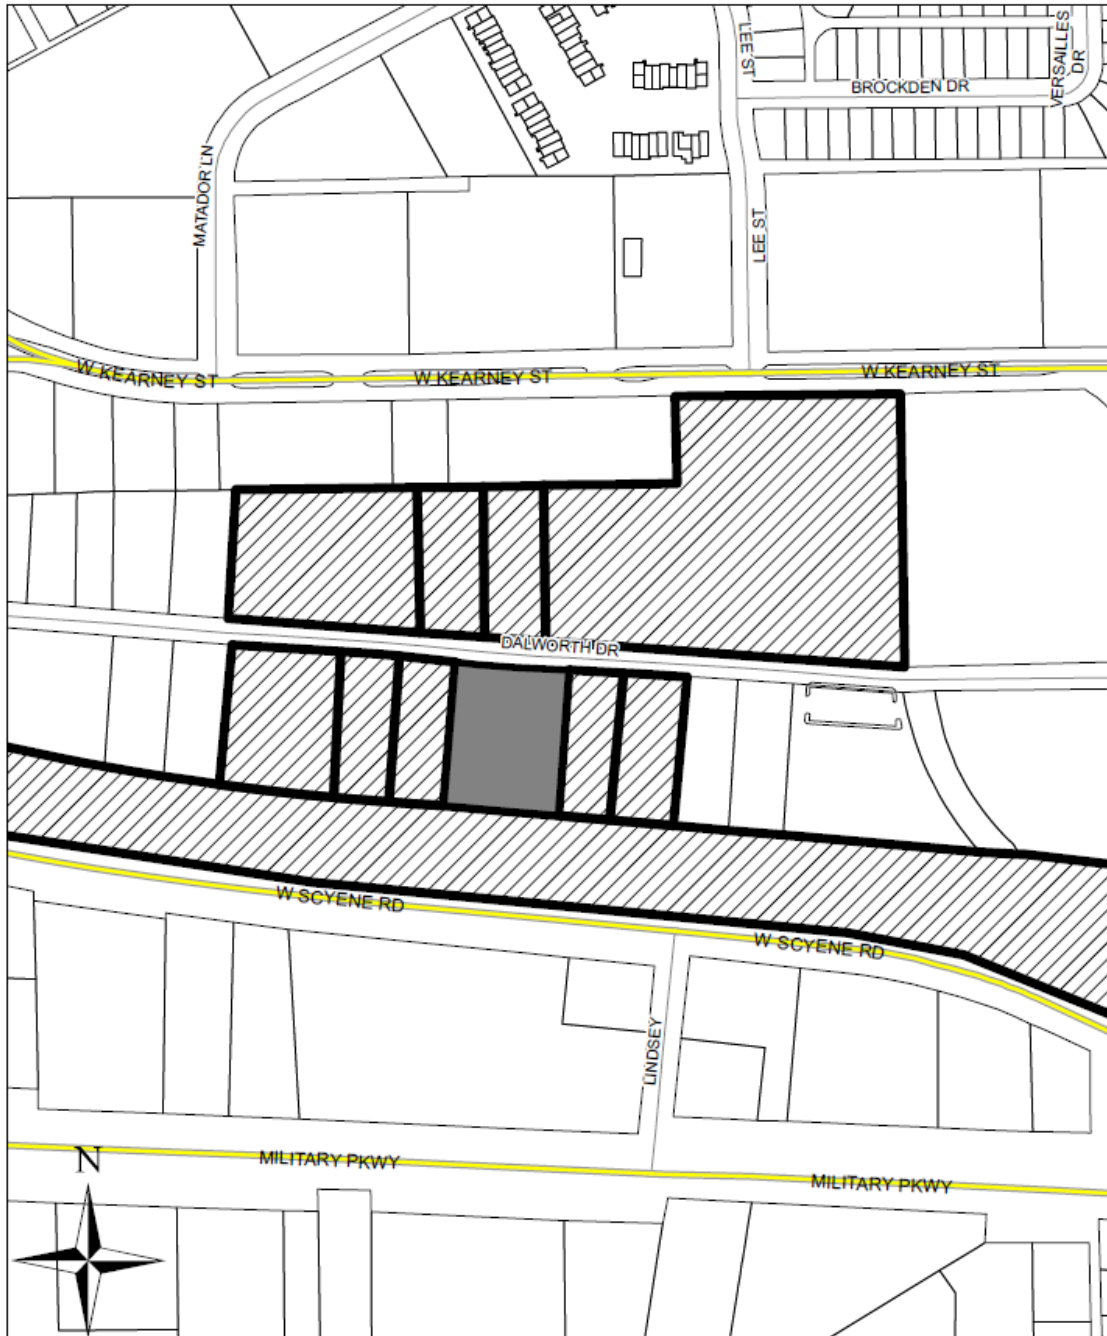 LEE ST
VERSAILLES
DR
BROCKDEN DR
MATADOR LN
LEE ST
W KEARNEY ST
W KEARNEY ST
W KEARNEY ST
DALWORTH DR
W SCYENE RD
W SCYENE RD
LINDSEY
N
MILITARY PKWY
MILITARY PKWY